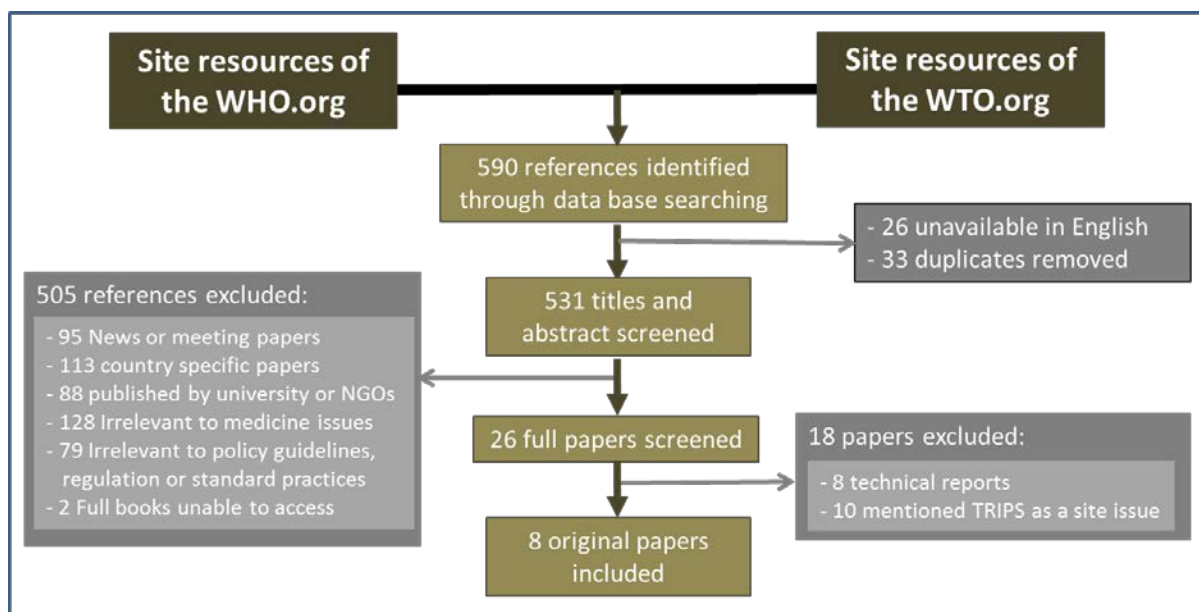 Site resources of
the WHO.org
Site resources of
the WTO.org
590 references identified
through data base searching
- 26 unavailable in English
- 33 duplicates removed
531 titles and
abstract screened
505 references excluded:
- 95 News or meeting papers
- 113 country specific papers
- 88 published by university or NGOs
- 128 Irrelevant to medicine issues
- 79 Irrelevant to policy guidelines,
regulation or standard practices
- 2 Full books unable to access
26 full papers screened
18 papers excluded:
- 8 technical reports
- 10 mentioned TRIPS as a site issue
8 original papers
included